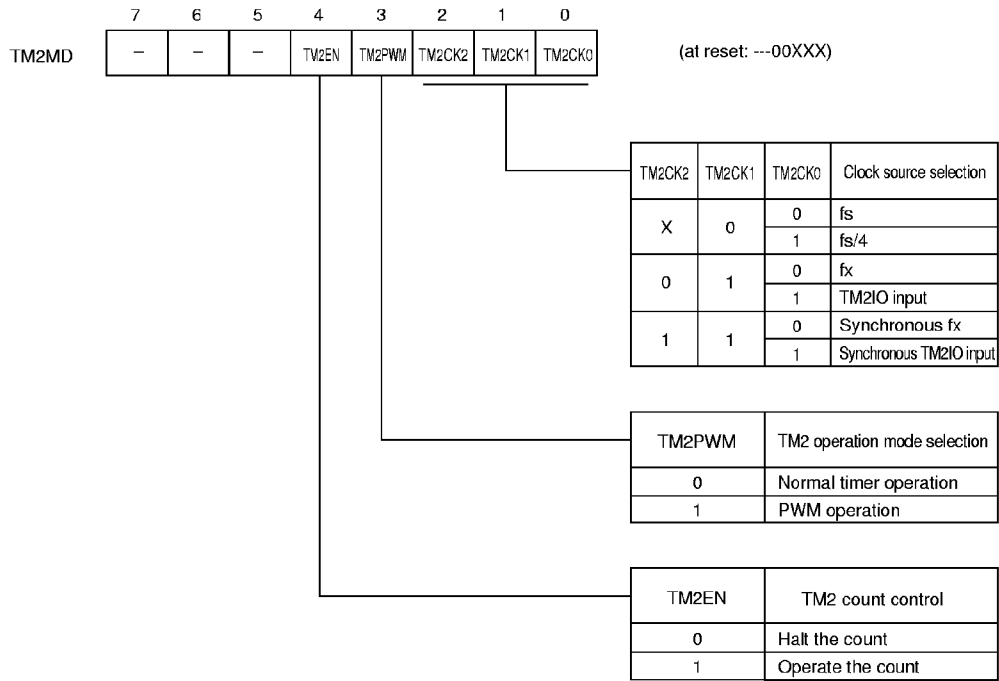 7 6 5 4 3 2 1 0
TM2MD – – – TM2EN TM2PWM TM2CK2 TM2CK1 TM2CK0 (at reset: ---00XXX)
TM2CK2 TM2CK1 TM2CK0 Clock source selection
X 0 0 fs
1 fs/4
0 1 0 fx
1 TM2IO input
1 1 0 Synchronous fx
1 Synchronous TM2IO input
TM2PWM TM2 operation mode selection
0 Normal timer operation
1 PWM operation
TM2EN TM2 count control
0 Halt the count
1 Operate the count